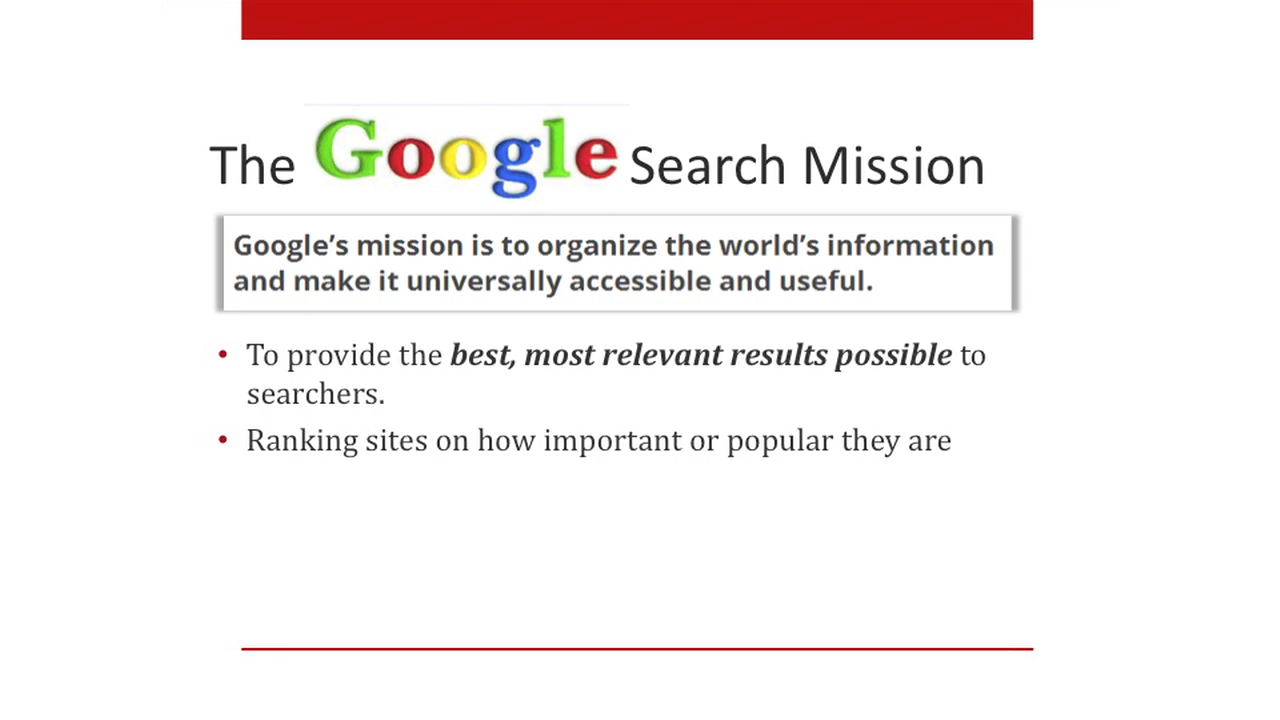 The Google Search Mission
Google's mission is to organize the world's information
and make it universally accessible and useful.
• To provide the best, most relevant results possible to
searchers.
• Ranking sites on how important or popular they are